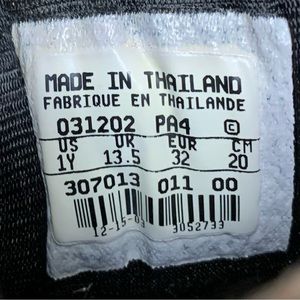 MADE IN THAILAND
FABRIQUE EN THAILANDE
031202 PA4 C
US UK EUR CM
1Y 13.5 32 20
307013 011 00
12-15-03 3052733